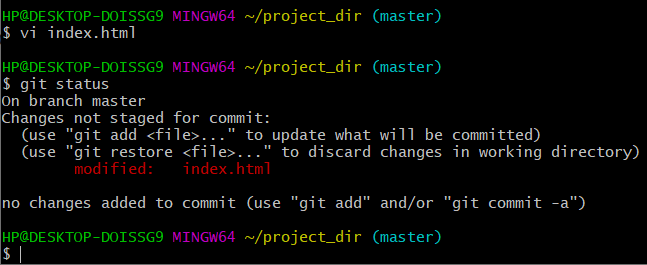 HP@DESKTOP-DOISSG9 MINGW64 ~/project_dir (master)
$ vi index.html
HP@DESKTOP-DOISSG9 MINGW64 ~/project_dir (master)
$ git status
On branch master
Changes not staged for commit:
  (use "git add <file>..." to update what will be committed)
  (use "git restore <file>..." to discard changes in working directory)
        modified:   index.html
no changes added to commit (use "git add" and/or "git commit -a")
HP@DESKTOP-DOISSG9 MINGW64 ~/project_dir (master)
$